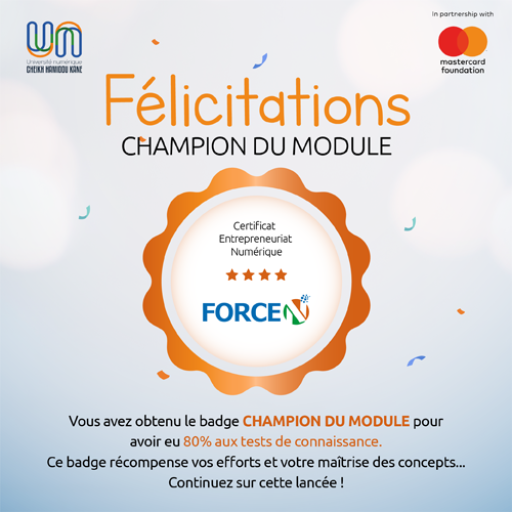 Université numérique
CHEIKH HAMIDOU KANE
In partnership with
mastercard
foundation
Félicitations
CHAMPION DU MODULE
Certificat
Entrepreneuriat
Numérique
FORCE N
Vous avez obtenu le badge CHAMPION DU MODULE pour
avoir eu 80% aux tests de connaissance.
Ce badge récompense vos efforts et votre maîtrise des concepts...
Continuez sur cette lancée !